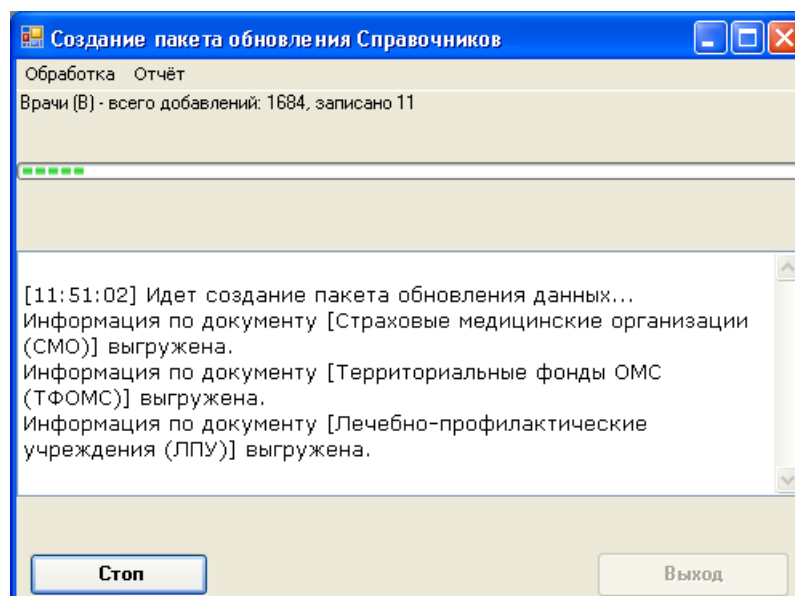 Создание пакета обновления Справочников
Обработка Отчёт
Врачи (В) - всего добавлений: 1684, записано 11
[11:51:02] Идет создание пакета обновления данных...
Информация по документу [Страховые медицинские организации
(СМО)] выгружена.
Информация по документу [Территориальные фонды ОМС
(ТФОМС)] выгружена.
Информация по документу [Лечебно-профилактические
учреждения (ЛПУ)] выгружена.
Стоп Выход